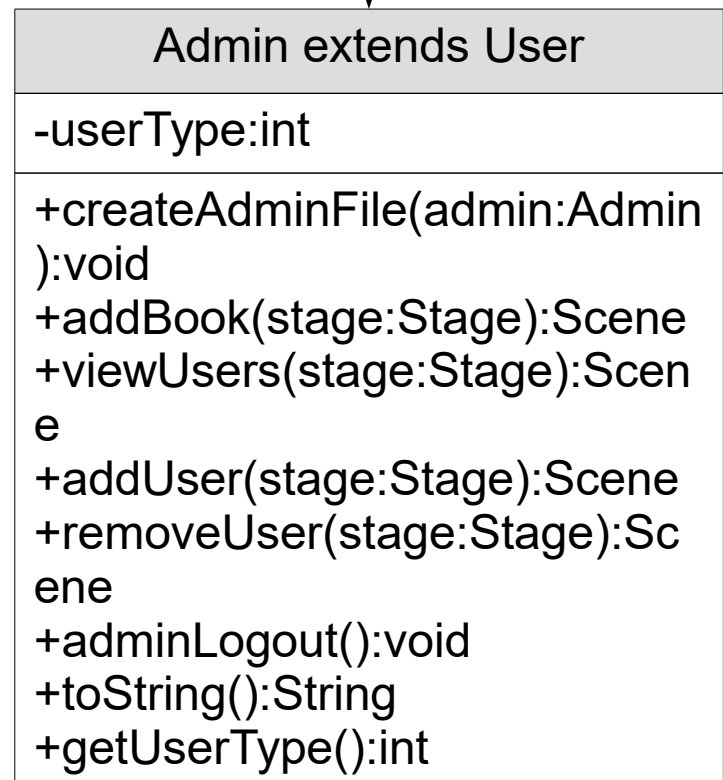 Admin extends User
-userType:int
+createAdminFile(admin:Admin
):void
+addBook(stage:Stage):Scene
+viewUsers(stage:Stage):Scen
e
+addUser(stage:Stage):Scene
+removeUser(stage:Stage):Sc
ene
+adminLogout():void
+toString():String
+getUserType():int